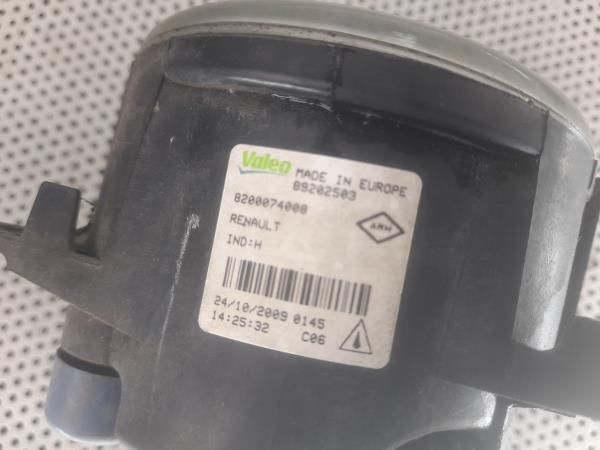 Valeo MADE IN EUROPE
89202503
8200074008
RENAULT
IND:H
24/10/2009 0145
14:25:32 C06